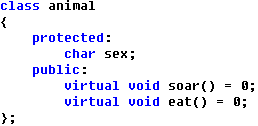 class animal
{
    protected:
        char sex;
    public:
        virtual void soar() = 0;
        virtual void eat() = 0;
};